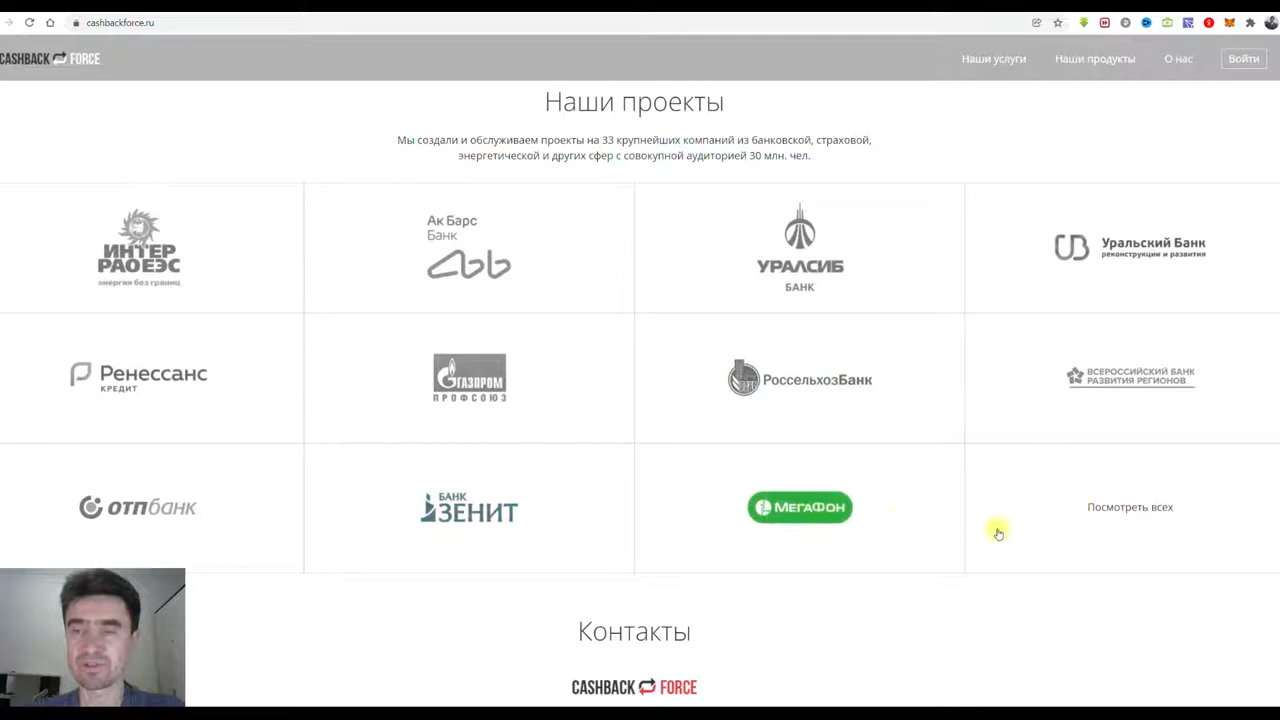 cashbackforce.ru
CASHBACK FORCE
Наши услуги
Наши продукты
О нас
Войти
Наши проекты
Мы создали и обслуживаем проекты на 33 крупнейших компаний из банковской, страховой,
энергетической и других сфер с совокупной аудиторией 30 млн. чел.
ИНТЕР
РАО ЕЭС
энергия без границ
Ак Барс
Банк
УРАЛСИБ
БАНК
Уральский Банк
реконструкции и развития
Ренессанс
КРЕДИТ
ГАЗПРОМ
ПРОФСОЮЗ
РоссельхозБанк
ВСЕРОССИЙСКИЙ БАНК
РАЗВИТИЯ РЕГИОНОВ
отпбанк
БАНК
ЗЕНИТ
МЕГАФОН
Посмотреть всех
Контакты
CASHBACK FORCE